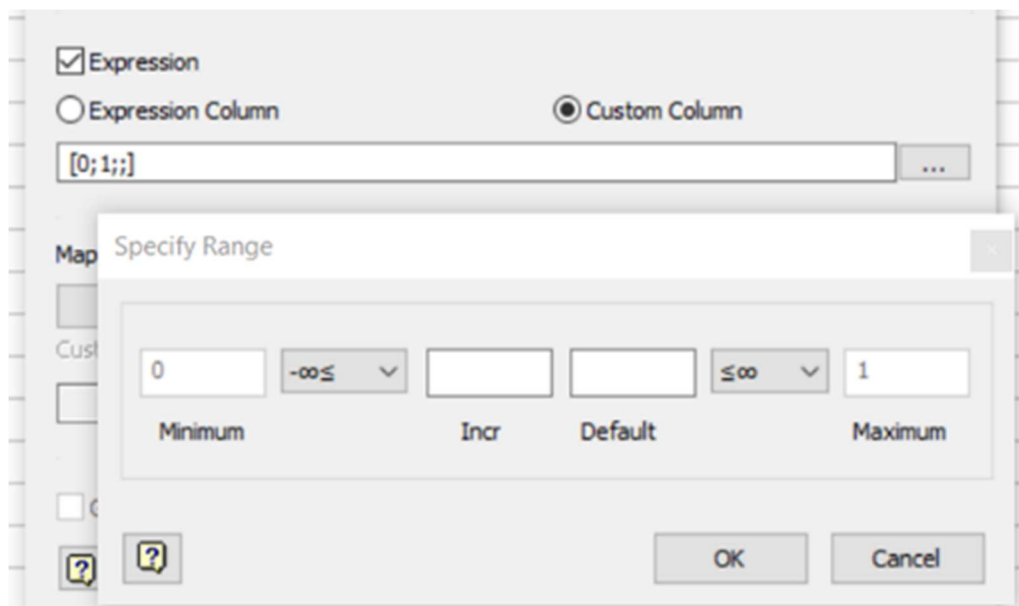 Expression
Expression Column Custom Column
[0;1;;] ...
Specify Range
Map
Cust
0 -∞≤ ≤∞ 1
Minimum Incr Default Maximum
? ? OK Cancel